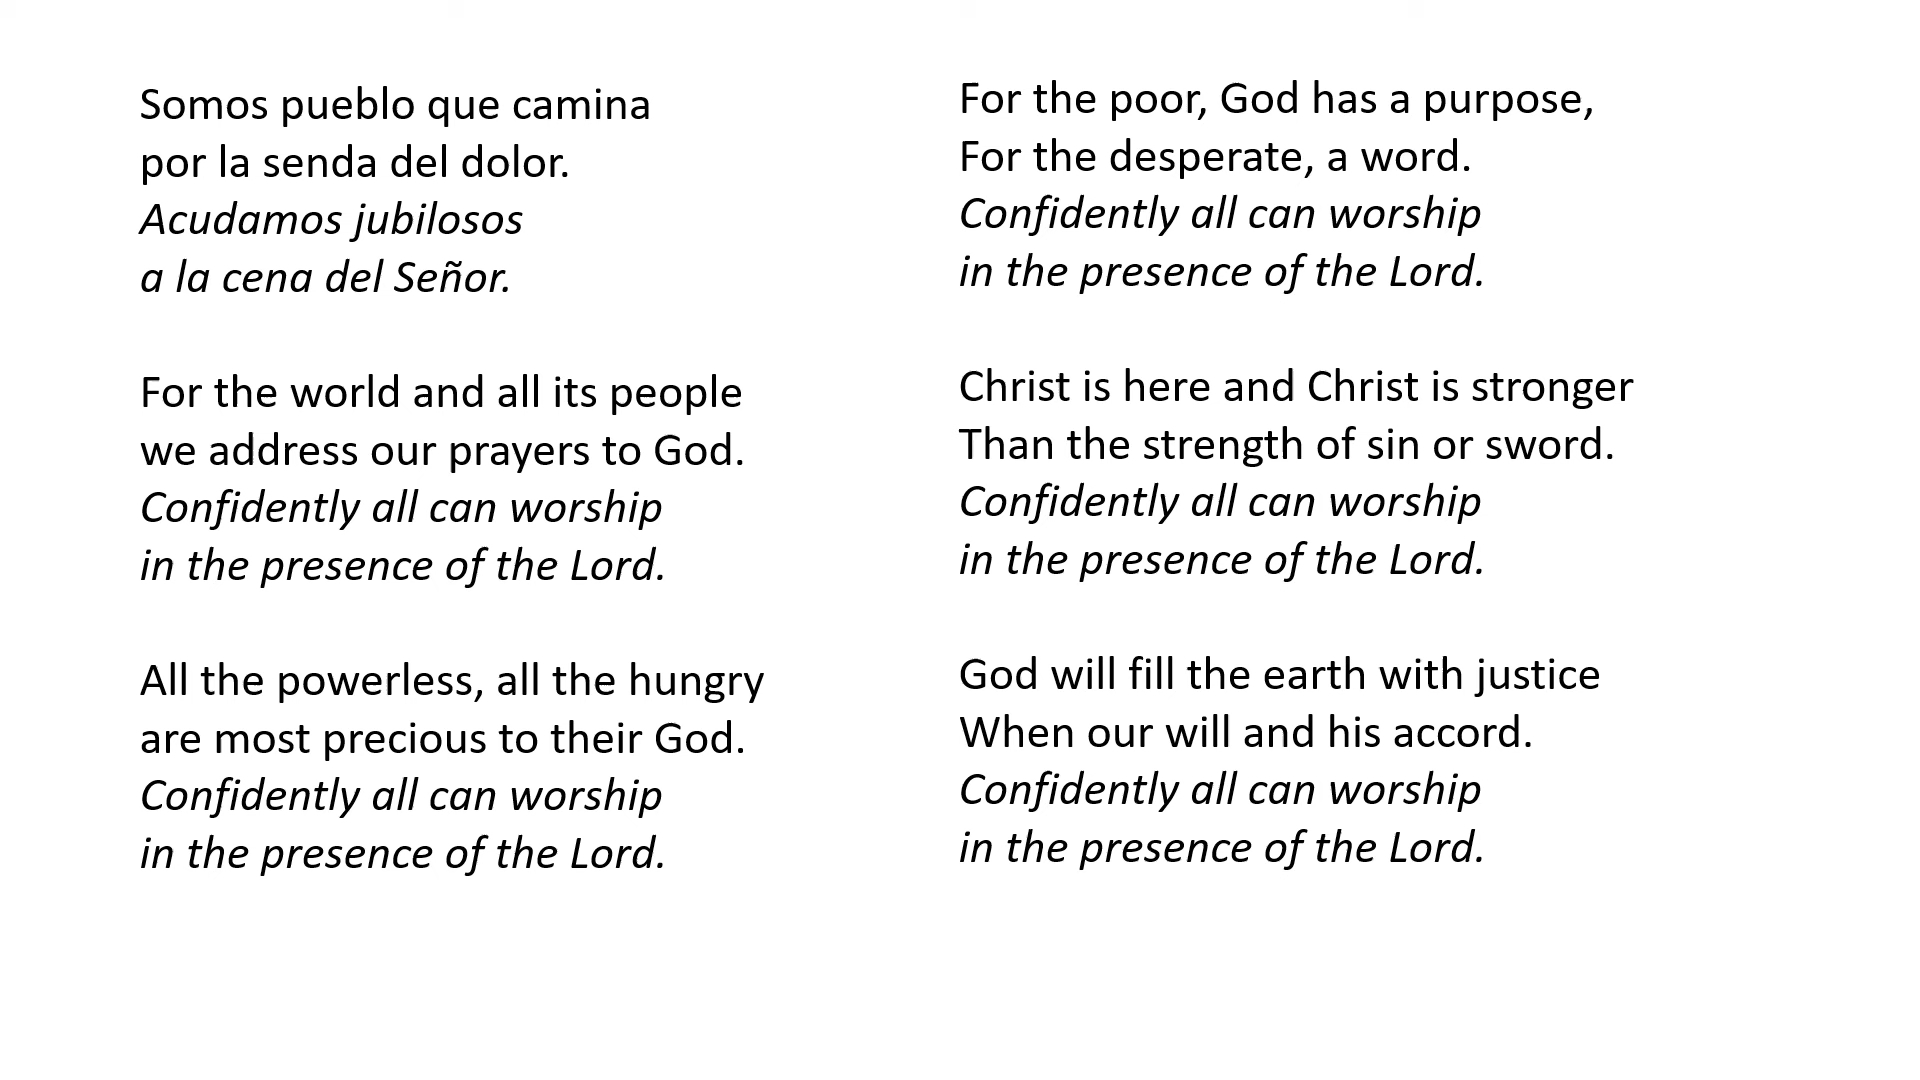 Somos pueblo que camina
por la senda del dolor.
Acudamos jubilosos
a la cena del Señor.
For the world and all its people
we address our prayers to God.
Confidently all can worship
in the presence of the Lord.
All the powerless, all the hungry
are most precious to their God.
Confidently all can worship
in the presence of the Lord.
For the poor, God has a purpose,
For the desperate, a word.
Confidently all can worship
in the presence of the Lord.
Christ is here and Christ is stronger
Than the strength of sin or sword.
Confidently all can worship
in the presence of the Lord.
God will fill the earth with justice
When our will and his accord.
Confidently all can worship
in the presence of the Lord.